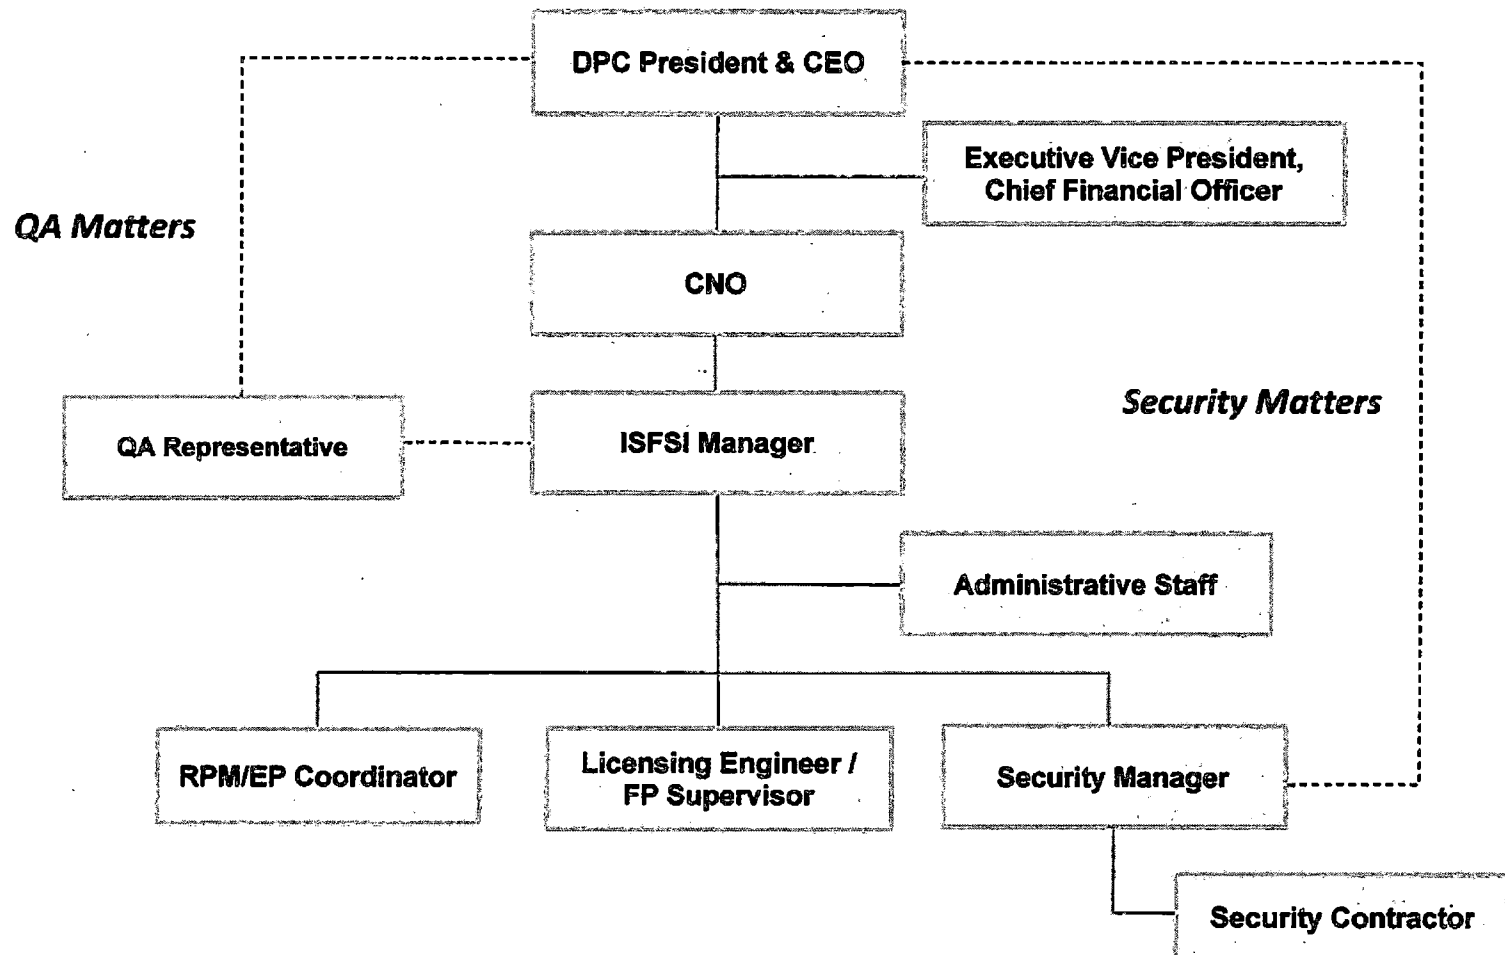 DPC President & CEO
Executive Vice President,
Chief Financial Officer
QA Matters
CNO
Security Matters
QA Representative
ISFSI Manager
Administrative Staff
RPM/EP Coordinator
Licensing Engineer /
FP Supervisor
Security Manager
Security Contractor